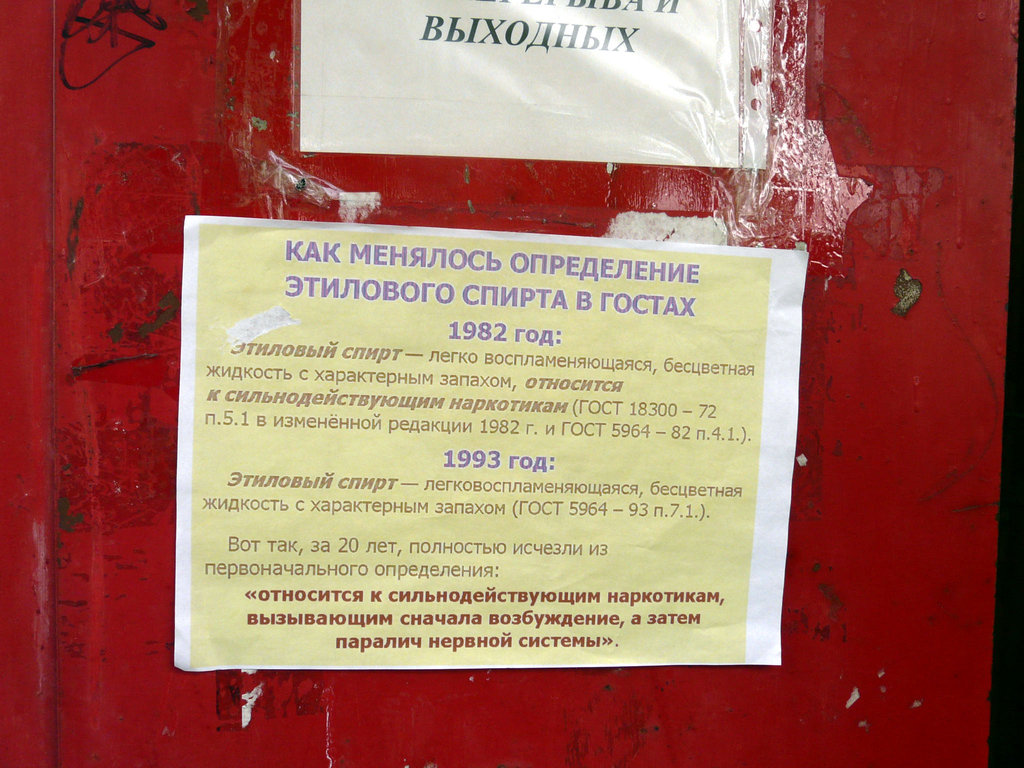 ПЕРЕРЫВА И
ВЫХОДНЫХ
КАК МЕНЯЛОСЬ ОПРЕДЕЛЕНИЕ
ЭТИЛОВОГО СПИРТА В ГОСТАХ
1982 год:
Этиловый спирт — легко воспламеняющаяся, бесцветная
жидкость с характерным запахом, относится
к сильнодействующим наркотикам (ГОСТ 18300 – 72
п.5.1 в изменённой редакции 1982 г. и ГОСТ 5964 – 82 п.4.1.).
1993 год:
Этиловый спирт — легковоспламеняющаяся, бесцветная
жидкость с характерным запахом (ГОСТ 5964 – 93 п.7.1.).
Вот так, за 20 лет, полностью исчезли из
первоначального определения:
«относится к сильнодействующим наркотикам,
вызывающим сначала возбуждение, а затем
паралич нервной системы».